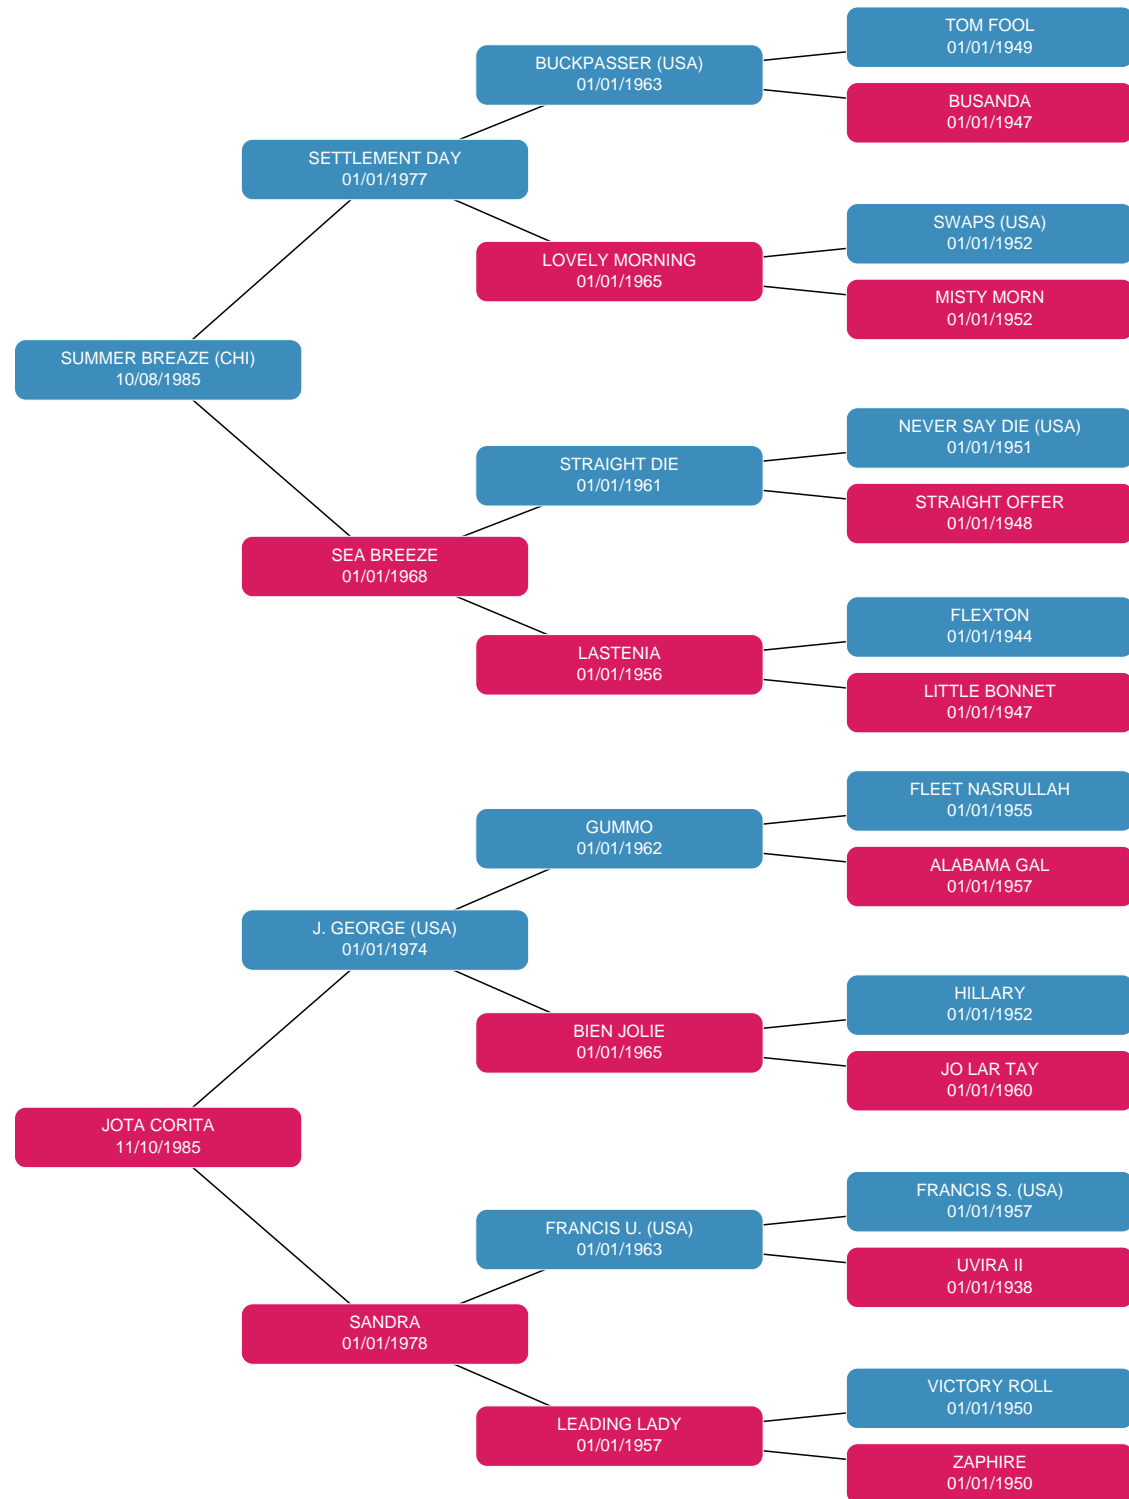 TOM FOOL
01/01/1949
BUCKPASSER (USA)
01/01/1963
BUSANDA
01/01/1947
SETTLEMENT DAY
01/01/1977
SWAPS (USA)
01/01/1952
LOVELY MORNING
01/01/1965
MISTY MORN
01/01/1952
SUMMER BREAZE (CHI)
10/08/1985
NEVER SAY DIE (USA)
01/01/1951
STRAIGHT DIE
01/01/1961
STRAIGHT OFFER
01/01/1948
SEA BREEZE
01/01/1968
FLEXTON
01/01/1944
LASTENIA
01/01/1956
LITTLE BONNET
01/01/1947
FLEET NASRULLAH
01/01/1955
GUMMO
01/01/1962
ALABAMA GAL
01/01/1957
J. GEORGE (USA)
01/01/1974
HILLARY
01/01/1952
BIEN JOLIE
01/01/1965
JO LAR TAY
01/01/1960
JOTA CORITA
11/10/1985
FRANCIS S. (USA)
01/01/1957
FRANCIS U. (USA)
01/01/1963
UVIRA II
01/01/1938
SANDRA
01/01/1978
VICTORY ROLL
01/01/1950
LEADING LADY
01/01/1957
ZAPHIRE
01/01/1950